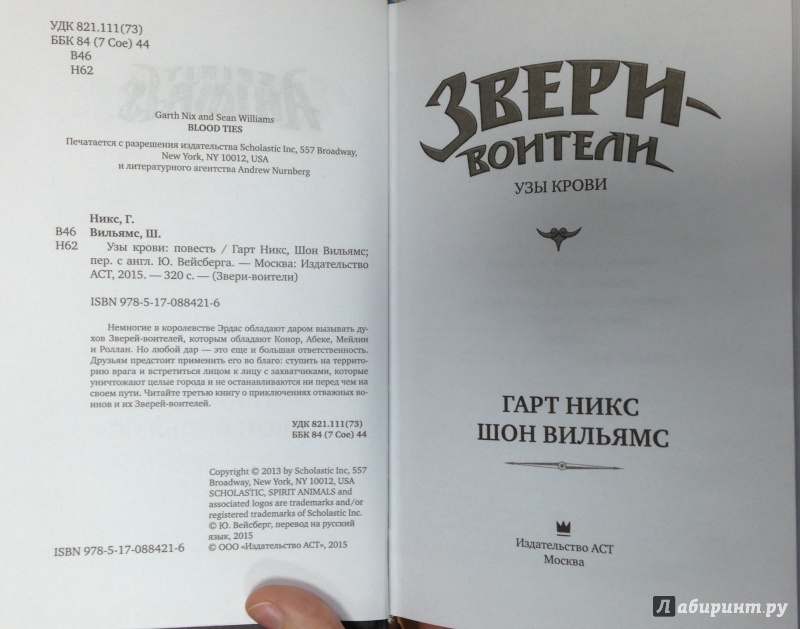 УДК 821.111(73)
ББК 84 (7 Сое) 44
В46
Н62
Garth Nix and Sean Williams
BLOOD TIES
Печатается с разрешения издательства Scholastic Inc, 557 Broadway,
New York, NY 10012, USA
и литературного агентства Andrew Nurnberg
Никс, Г.
В46 Вильямс, Ш.
Н62 Узы крови: повесть / Гарт Никс, Шон Вильямс;
пер. с англ. Ю. Вейсберга. — Москва: Издательство
АСТ, 2015. — 320 с. — (Звери-воители)
ISBN 978-5-17-088421-6
Немногие в королевстве Эрдас обладают даром вызывать ду-
хов Зверей-воителей, которым обладают Конор, Абеке, Мейлин
и Роллан. Но любой дар — это еще и большая ответственность.
Друзьям предстоит применить его во благо: ступить на террито-
рию врага и встретиться лицом к лицу с захватчиками, которые
уничтожают целые города и не останавливаются ни перед чем на
своем пути. Читайте третью книгу о приключениях отважных во-
инов и их Зверей-воителей.
УДК 821.111(73)
ББК 84 (7 Сое) 44
Copyright © 2013 by Scholastic Inc, 557
Broadway, New York, NY 10012, USA
SCHOLASTIC, SPIRIT ANIMALS and
associated logos are trademarks and/or
registered trademarks of Scholastic Inc.
© Ю. Вейсберг, перевод на русский
язык, 2015
ISBN 978-5-17-088421-6 © ООО «Издательство АСТ», 2015
ЗВЕРИ-
ВОИТЕЛИ
УЗЫ КРОВИ
ГАРТ НИКС
ШОН ВИЛЬЯМС
Издательство АСТ
Москва
Лабиринт.ру